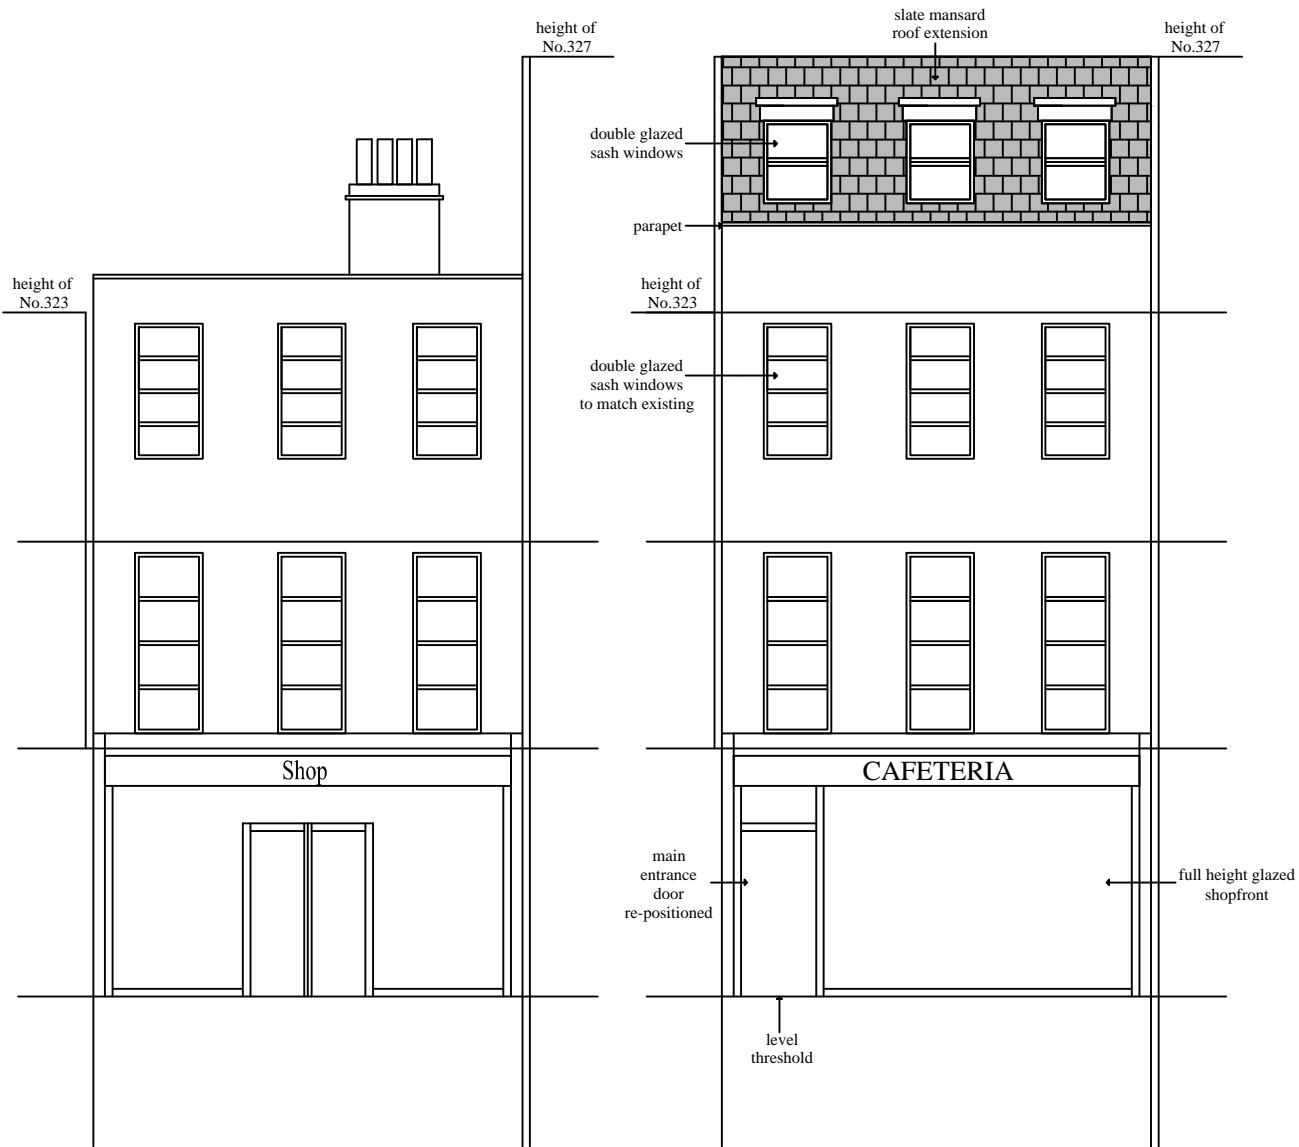 height of
No.327
height of
No.323
Shop
slate mansard
roof extension
height of
No.327
double glazed
sash windows
parapet
height of
No.323
double glazed
sash windows
to match existing
CAFETERIA
main
entrance
door
re-positioned
full height glazed
shopfront
level
threshold